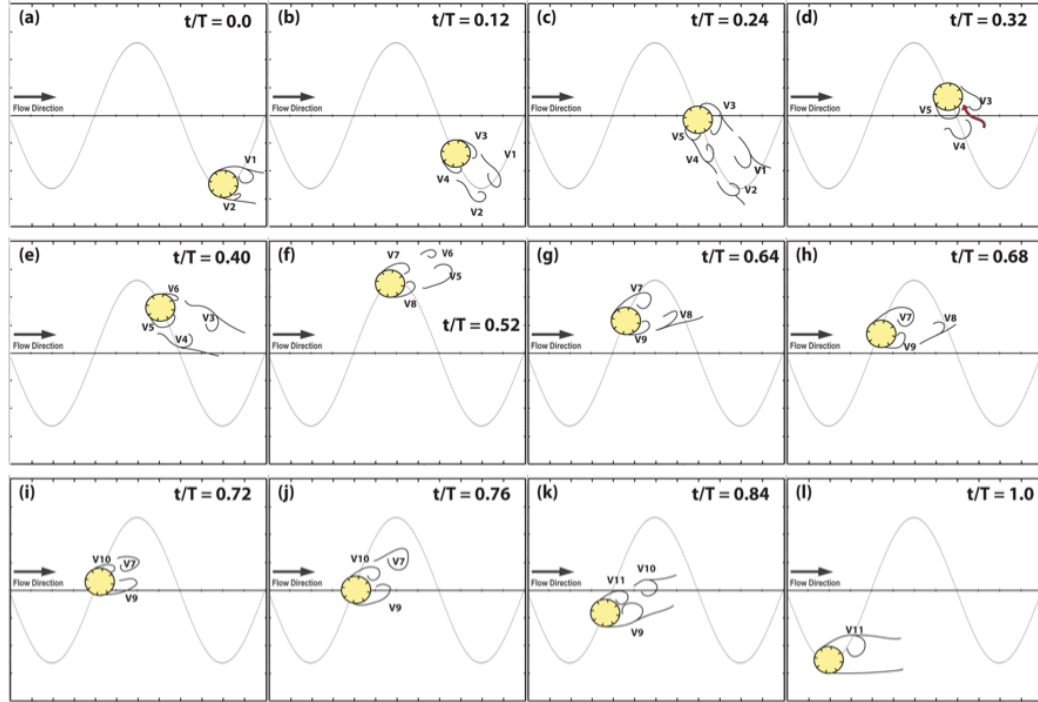 (a)
t/T = 0.0
Flow Direction
V1
V2
(b)
t/T = 0.12
Flow Direction
V3
V1
V4
V2
(c)
t/T = 0.24
Flow Direction
V3
V5
V4
V1
V2
(d)
t/T = 0.32
Flow Direction
V3
V5
V4
(e)
t/T = 0.40
Flow Direction
V6
V5
V3
V4
(f)
V7
V6
V5
V8
t/T = 0.52
Flow Direction
(g)
t/T = 0.64
Flow Direction
V7
V8
V9
(h)
t/T = 0.68
Flow Direction
V7
V8
V9
(i)
t/T = 0.72
Flow Direction
V10
V7
V9
(j)
t/T = 0.76
Flow Direction
V10
V7
V9
(k)
t/T = 0.84
Flow Direction
V10
V11
V9
(l)
t/T = 1.0
Flow Direction
V11